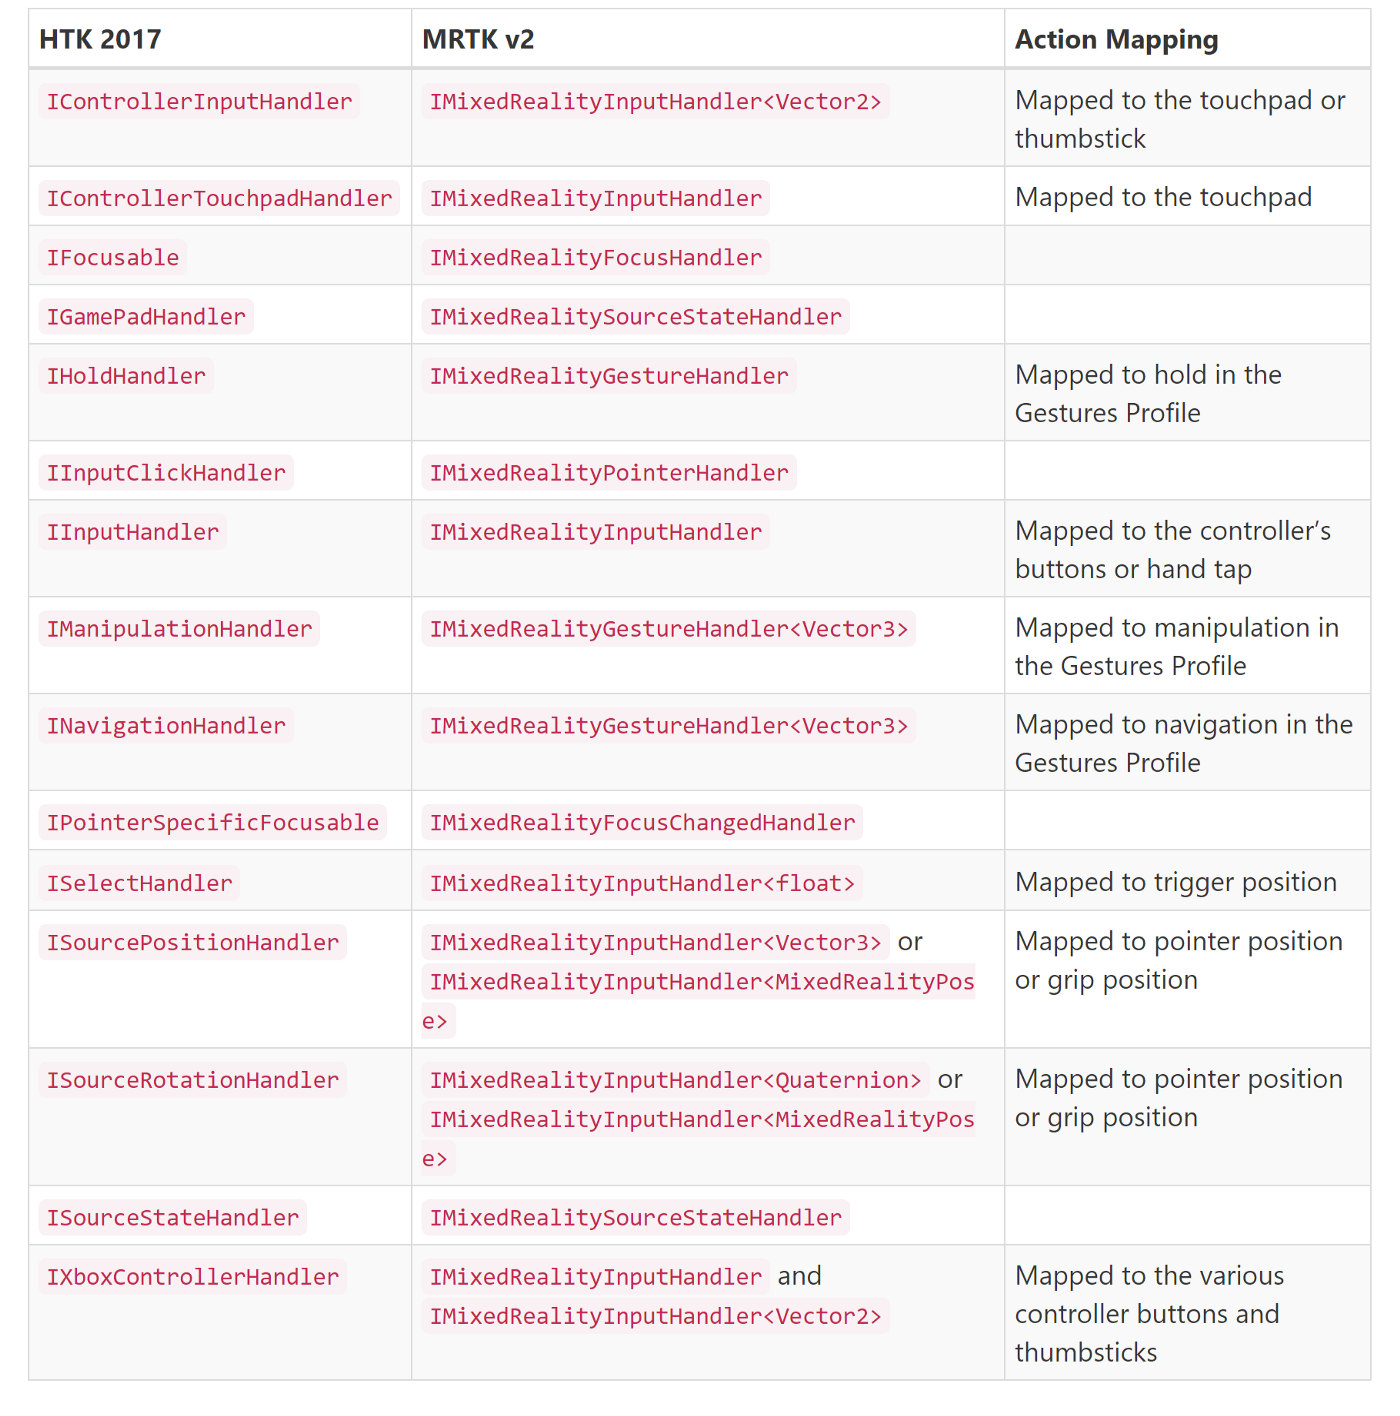 HTK 2017 MRTK v2 Action Mapping
IControllerInputHandler IMixedRealityInputHandler<Vector2> Mapped to the touchpad or
thumbstick
IControllerTouchpadHandler IMixedRealityInputHandler Mapped to the touchpad
IFocusable IMixedRealityFocusHandler
IGamePadHandler IMixedRealitySourceStateHandler
IHoldHandler IMixedRealityGestureHandler Mapped to hold in the
Gestures Profile
IInputClickHandler IMixedRealityPointerHandler
IInputHandler IMixedRealityInputHandler Mapped to the controller’s
buttons or hand tap
IManipulationHandler IMixedRealityGestureHandler<Vector3> Mapped to manipulation in
the Gestures Profile
INavigationHandler IMixedRealityGestureHandler<Vector3> Mapped to navigation in the
Gestures Profile
IPointerSpecificFocusable IMixedRealityFocusChangedHandler
ISelectHandler IMixedRealityInputHandler<float> Mapped to trigger position
ISourcePositionHandler IMixedRealityInputHandler<Vector3> or Mapped to pointer position
IMixedRealityInputHandler<MixedRealityPos or grip position
e>
ISourceRotationHandler IMixedRealityInputHandler<Quaternion> or Mapped to pointer position
IMixedRealityInputHandler<MixedRealityPos or grip position
e>
ISourceStateHandler IMixedRealitySourceStateHandler
IXboxControllerHandler IMixedRealityInputHandler and Mapped to the various
IMixedRealityInputHandler<Vector2> controller buttons and
thumbsticks